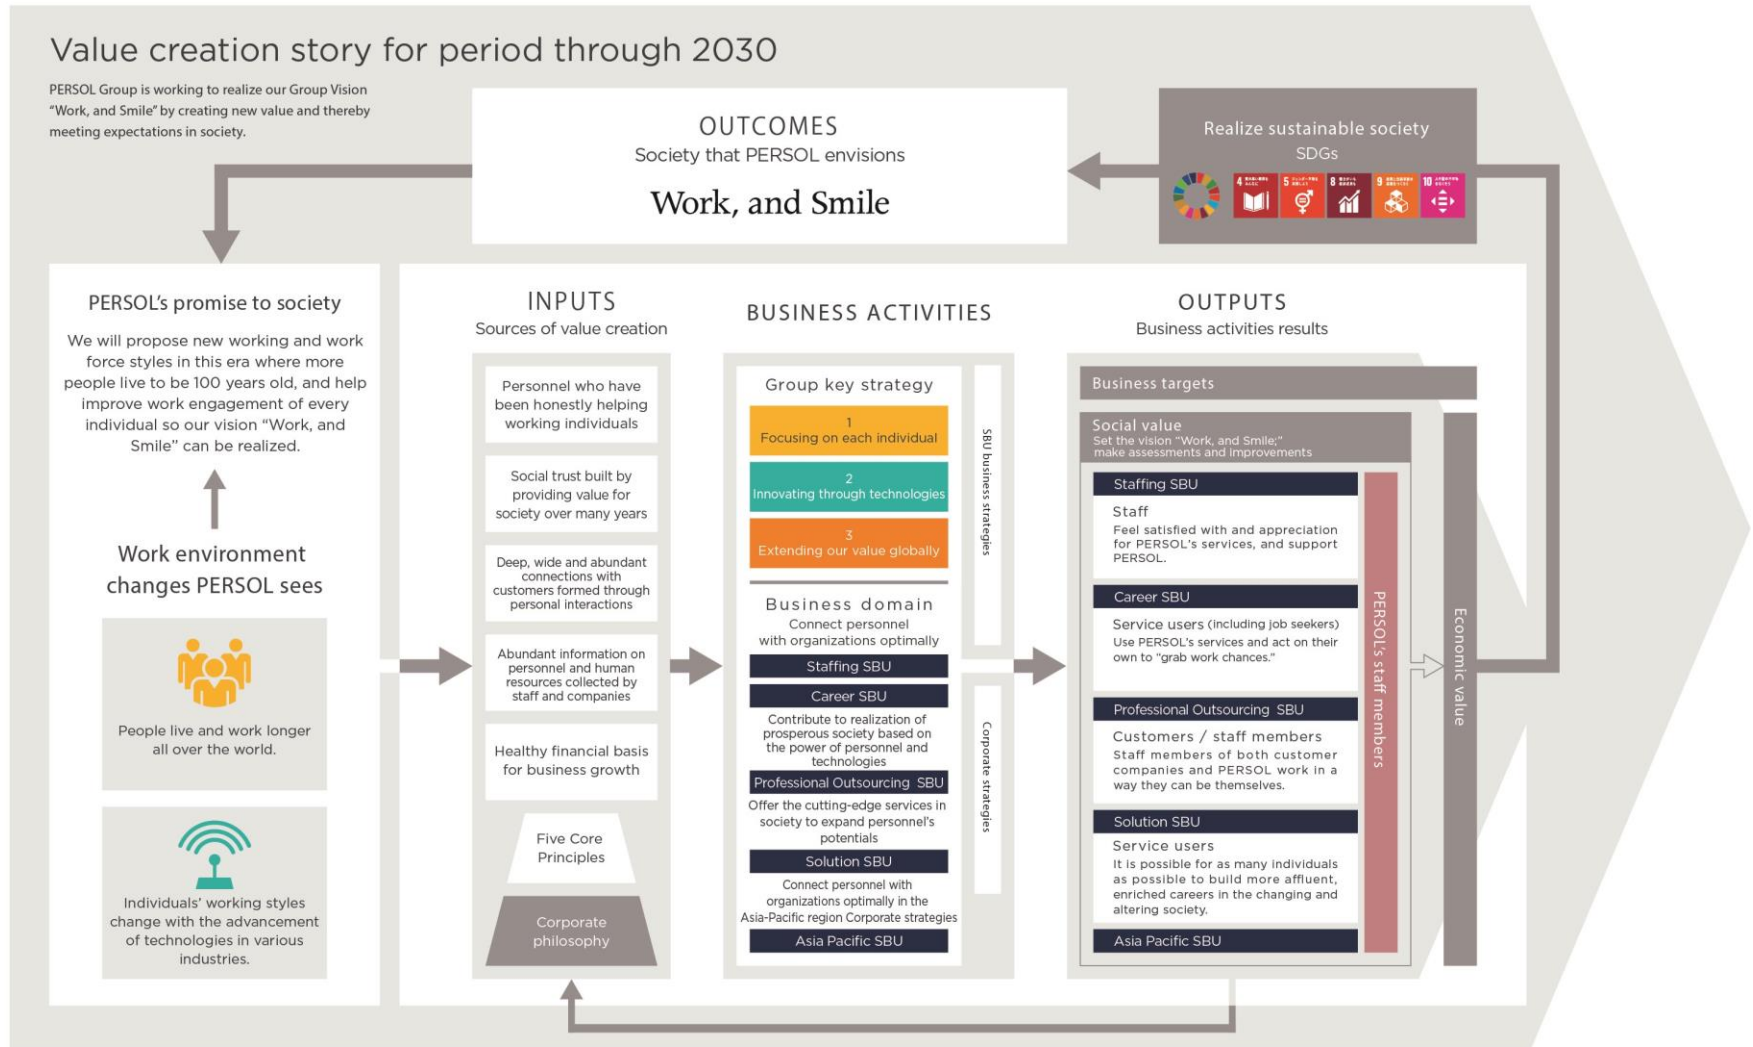 Value creation story for period through 2030
PERSOL Group is working to realize our Group Vision
“Work, and Smile” by creating new value and thereby
meeting expectations in society.
OUTCOMES
Society that PERSOL envisions
Work, and Smile
Realize sustainable society
SDGs
4
5
8
9
10
PERSOL’s promise to society
We will propose new working and work
force styles in this era where more
people live to be 100 years old, and help
improve work engagement of every
individual so our vision “Work, and
Smile” can be realized.
Work environment
changes PERSOL sees
People live and work longer
all over the world.
Individuals’ working styles
change with the advancement
of technologies in various
industries.
INPUTS
Sources of value creation
Personnel who have
been honestly helping
working individuals
Social trust built by
providing value for
society over many years
Deep, wide and abundant
connections with
customers formed through
personal interactions
Abundant information on
personnel and human
resources collected by
staff and companies
Healthy financial basis
for business growth
Five Core
Principles
Corporate
philosophy
BUSINESS ACTIVITIES
Group key strategy
1
Focusing on each individual
2
Innovating through technologies
3
Extending our value globally
Business domain
Connect personnel
with organizations optimally
Staffing SBU
Career SBU
Contribute to realization of
prosperous society based on
the power of personnel and
technologies
Professional Outsourcing SBU
Offer the cutting-edge services in
society to expand personnel’s
potentials
Solution SBU
Connect personnel with
organizations optimally in the
Asia-Pacific region Corporate strategies
Asia Pacific SBU
SBU business strategies
Corporate strategies
OUTPUTS
Business activities results
Business targets
Social value
Set the vision “Work, and Smile;”
make assessments and improvements
Staffing SBU
Staff
Feel satisfied with and appreciation
for PERSOL’s services, and support
PERSOL.
Career SBU
Service users (including job seekers)
Use PERSOL’s services and act on their
own to “grab work chances.”
Professional Outsourcing SBU
Customers / staff members
Staff members of both customer
companies and PERSOL work in a
way they can be themselves.
Solution SBU
Service users
It is possible for as many individuals
as possible to build more affluent,
enriched careers in the changing and
altering society.
Asia Pacific SBU
PERSOL’s staff members
Economic value